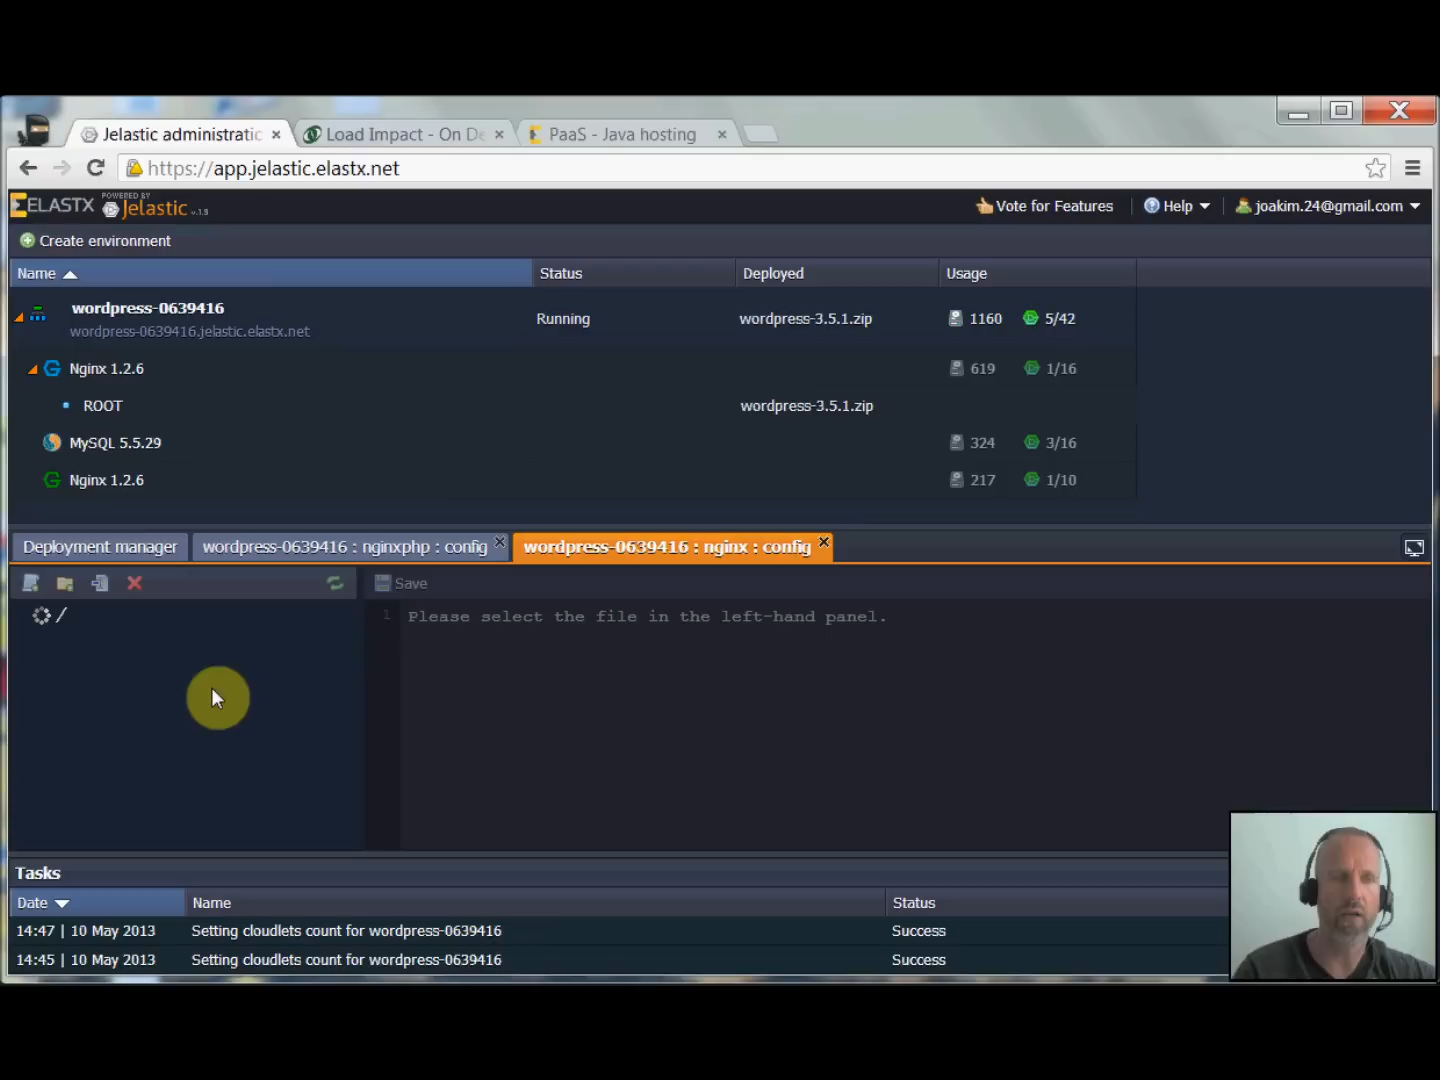 Jelastic administratic
Load Impact - On De
PaaS - Java hosting
https://app.jelastic.elastx.net
ELASTX
POWERED BY
Jelastic v.1.9
Vote for Features
Help
joakim.24@gmail.com
Create environment
Name
Status
Deployed
Usage
wordpress-0639416
wordpress-0639416.jelastic.elastx.net
Running
wordpress-3.5.1.zip
1160
5/42
Nginx 1.2.6
619
1/16
ROOT
wordpress-3.5.1.zip
MySQL 5.5.29
324
3/16
Nginx 1.2.6
217
1/10
Deployment manager
wordpress-0639416 : nginxphp : config
wordpress-0639416 : nginx : config
Save
/
1 Please select the file in the left-hand panel.
Tasks
Date
Name
Status
14:47 | 10 May 2013
Setting cloudlets count for wordpress-0639416
Success
14:45 | 10 May 2013
Setting cloudlets count for wordpress-0639416
Success